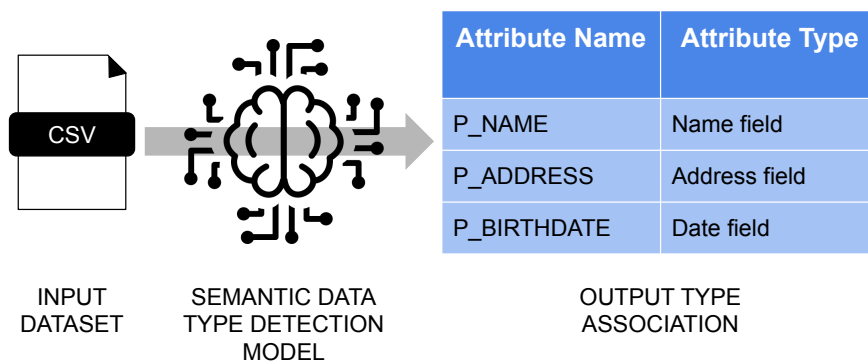 CSV
Attribute Name Attribute Type
P_NAME Name field
P_ADDRESS Address field
P_BIRTHDATE Date field
INPUT
DATASET
SEMANTIC DATA
TYPE DETECTION
MODEL
OUTPUT TYPE
ASSOCIATION